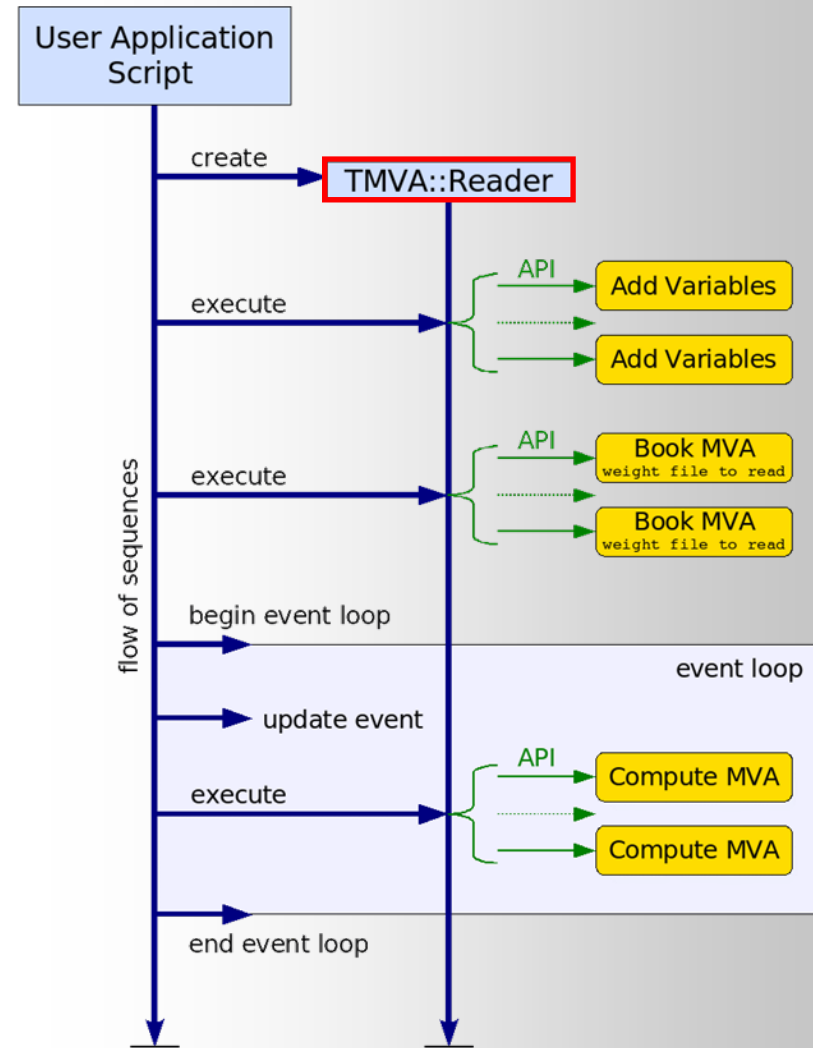 User Application
Script
create
TMVA::Reader
API
Add Variables
execute
Add Variables
API
Book MVA
weight file to read
execute
Book MVA
weight file to read
flow of sequences
begin event loop
event loop
update event
API
Compute MVA
execute
Compute MVA
end event loop